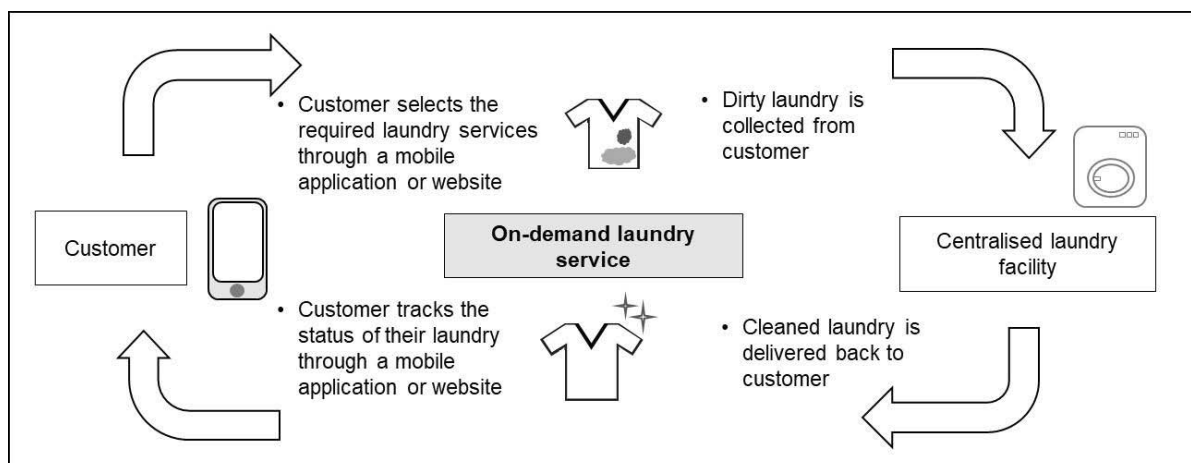 • Customer selects the
required laundry services
through a mobile
application or website
• Dirty laundry is
collected from
customer
Customer
On-demand laundry
service
Centralised laundry
facility
• Customer tracks the
status of their laundry
through a mobile
application or website
• Cleaned laundry is
delivered back to
customer